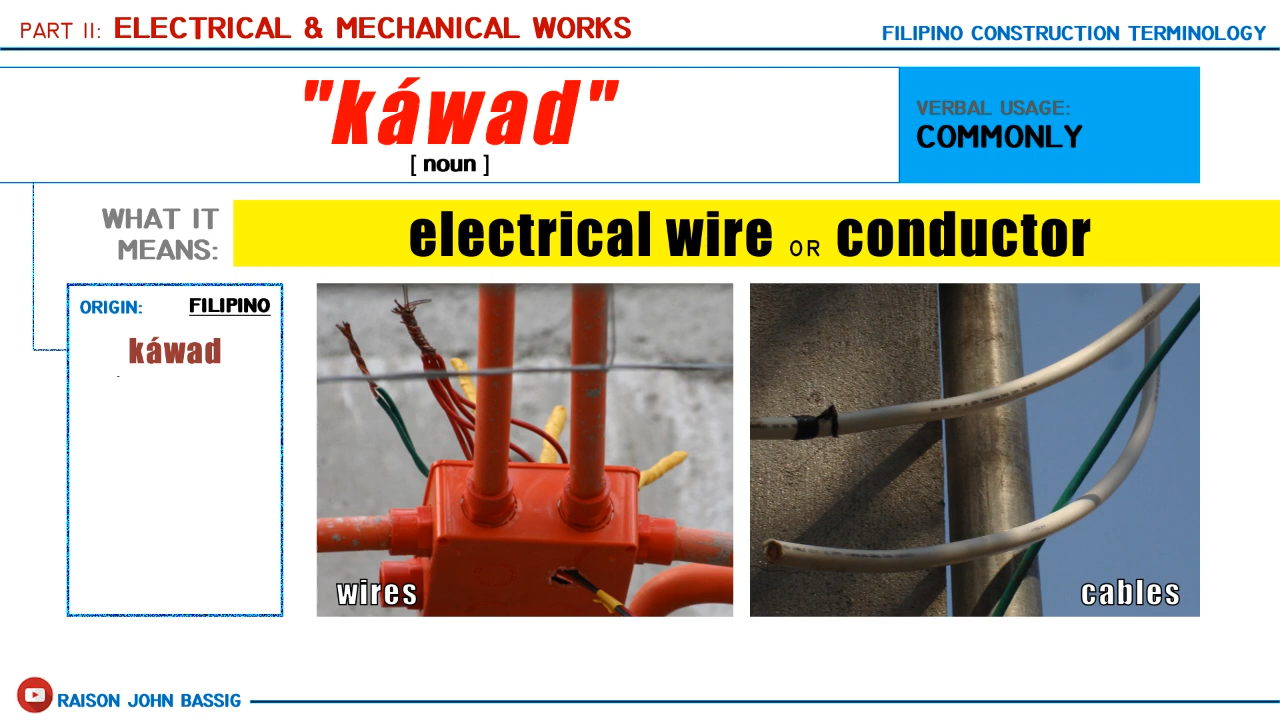 PART II: ELECTRICAL & MECHANICAL WORKS
FILIPINO CONSTRUCTION TERMINOLOGY
"káwad"
[ noun ]
VERBAL USAGE:
COMMONLY
WHAT IT
MEANS:
electrical wire OR conductor
ORIGIN: FILIPINO
káwad
wires
cables
RAISON JOHN BASSIG